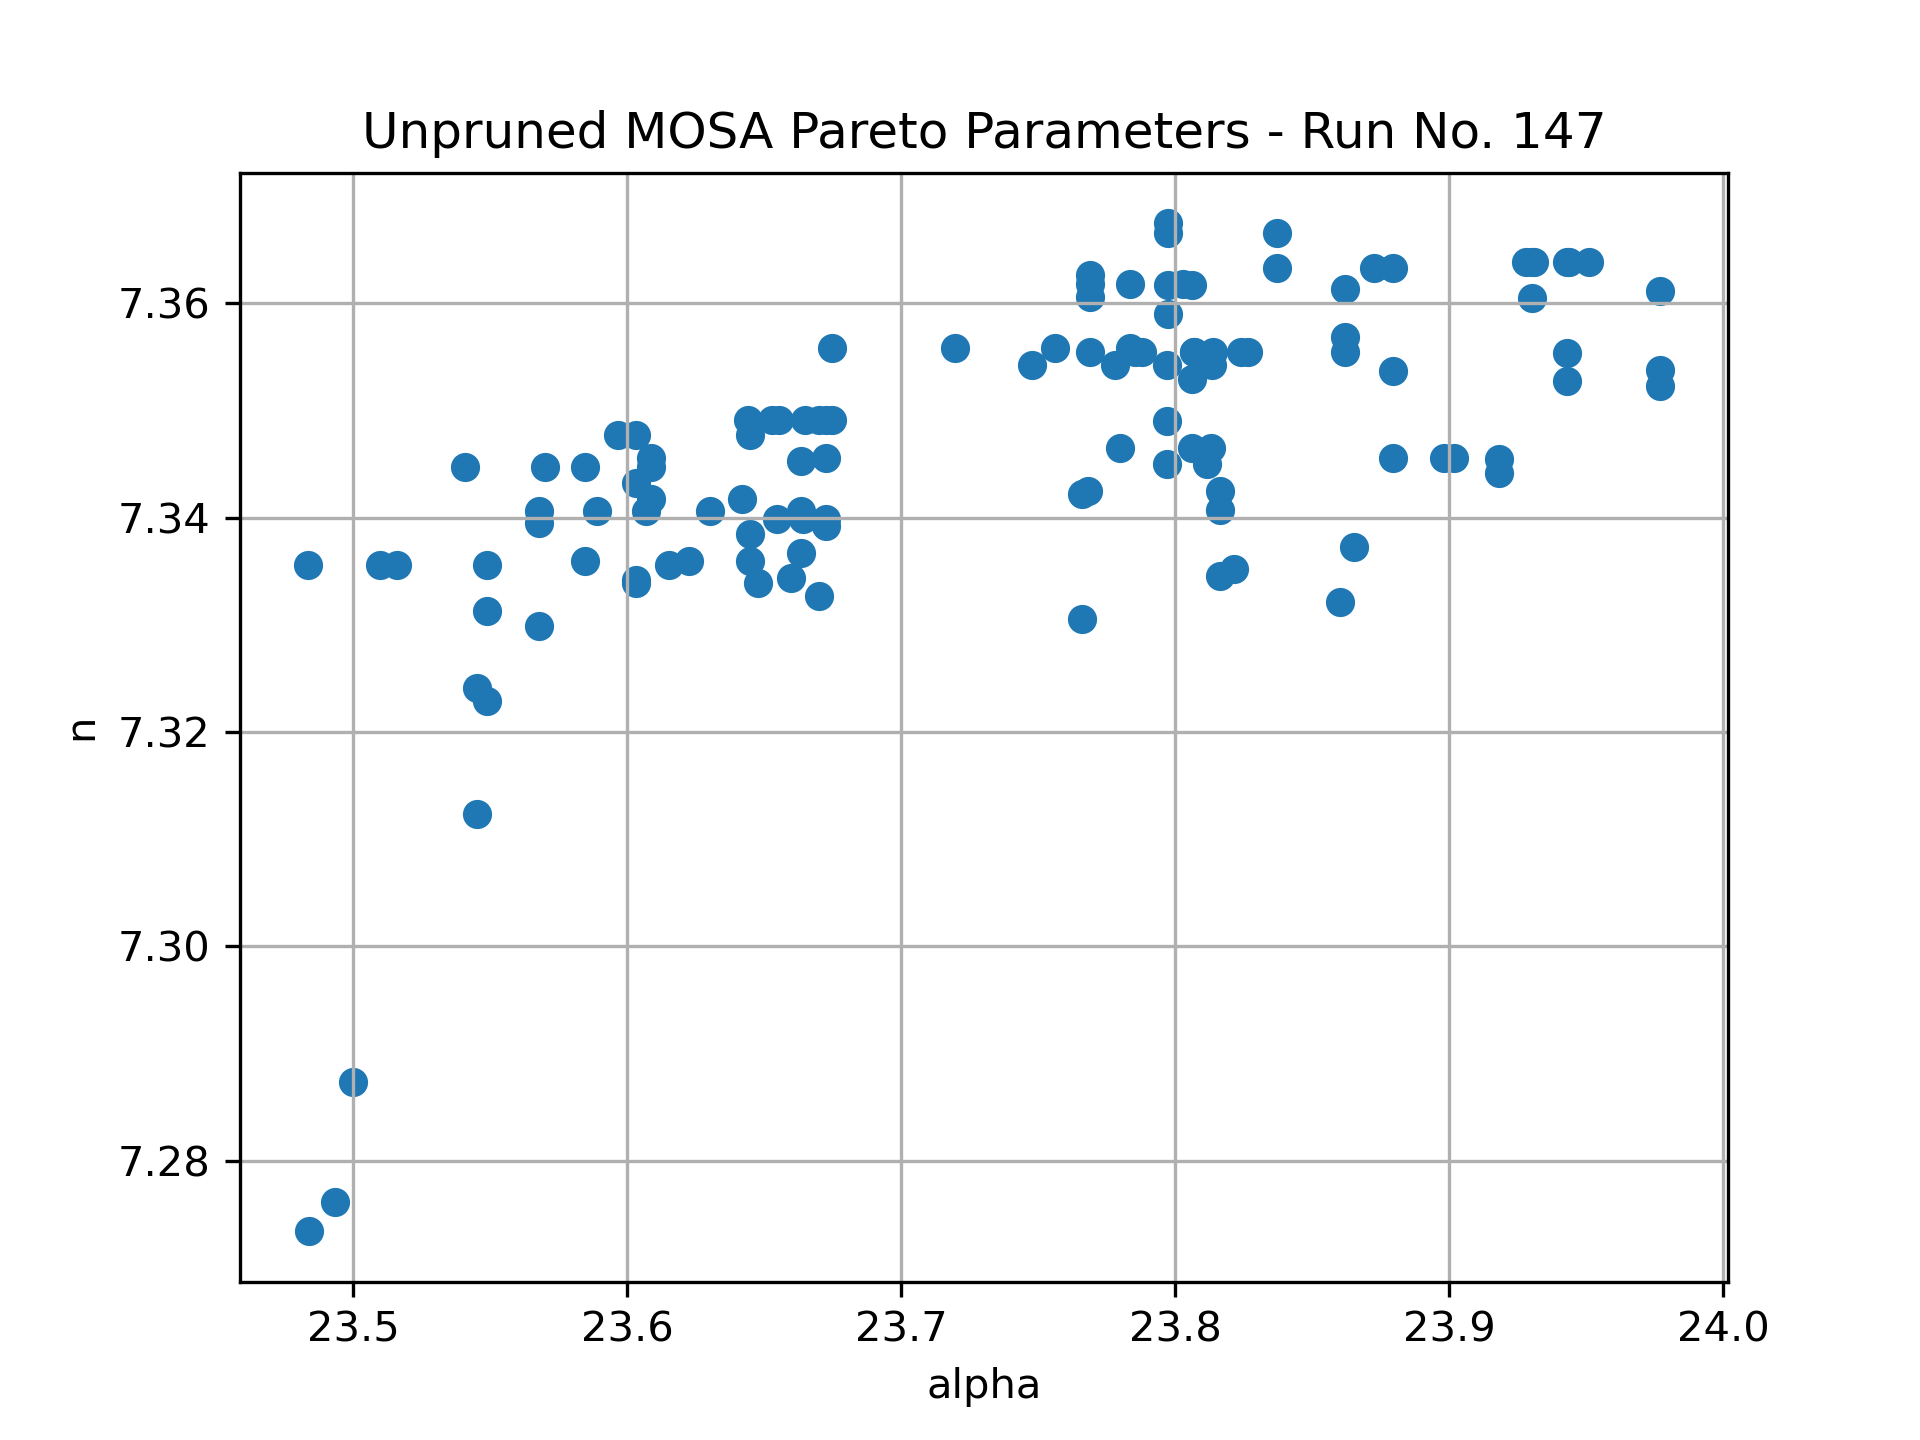 Unpruned MOSA Pareto Parameters - Run No. 147
7.36
7.34
7.32
7.30
7.28
n
23.5 23.6 23.7 23.8 23.9 24.0
alpha